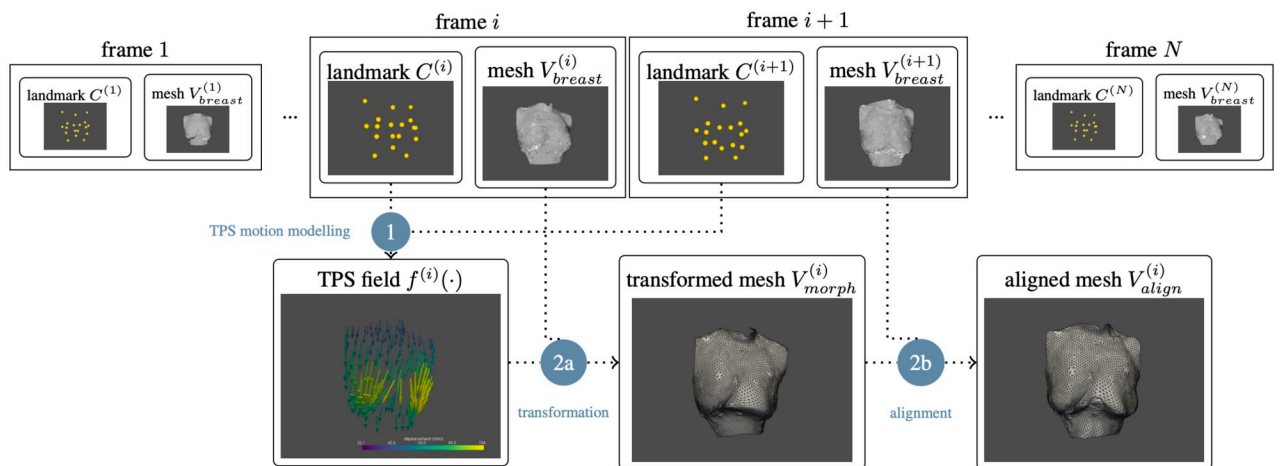 frame 1
landmark C^(1)
mesh V_breast^(1)
...
frame i
landmark C^(i)
mesh V_breast^(i)
frame i + 1
landmark C^(i+1)
mesh V_breast^(i+1)
...
frame N
landmark C^(N)
mesh V_breast^(N)
TPS motion modelling
1
TPS field f^(i)(·)
displacement (mm)
2a
transformation
transformed mesh V_morph^(i)
2b
alignment
aligned mesh V_align^(i)